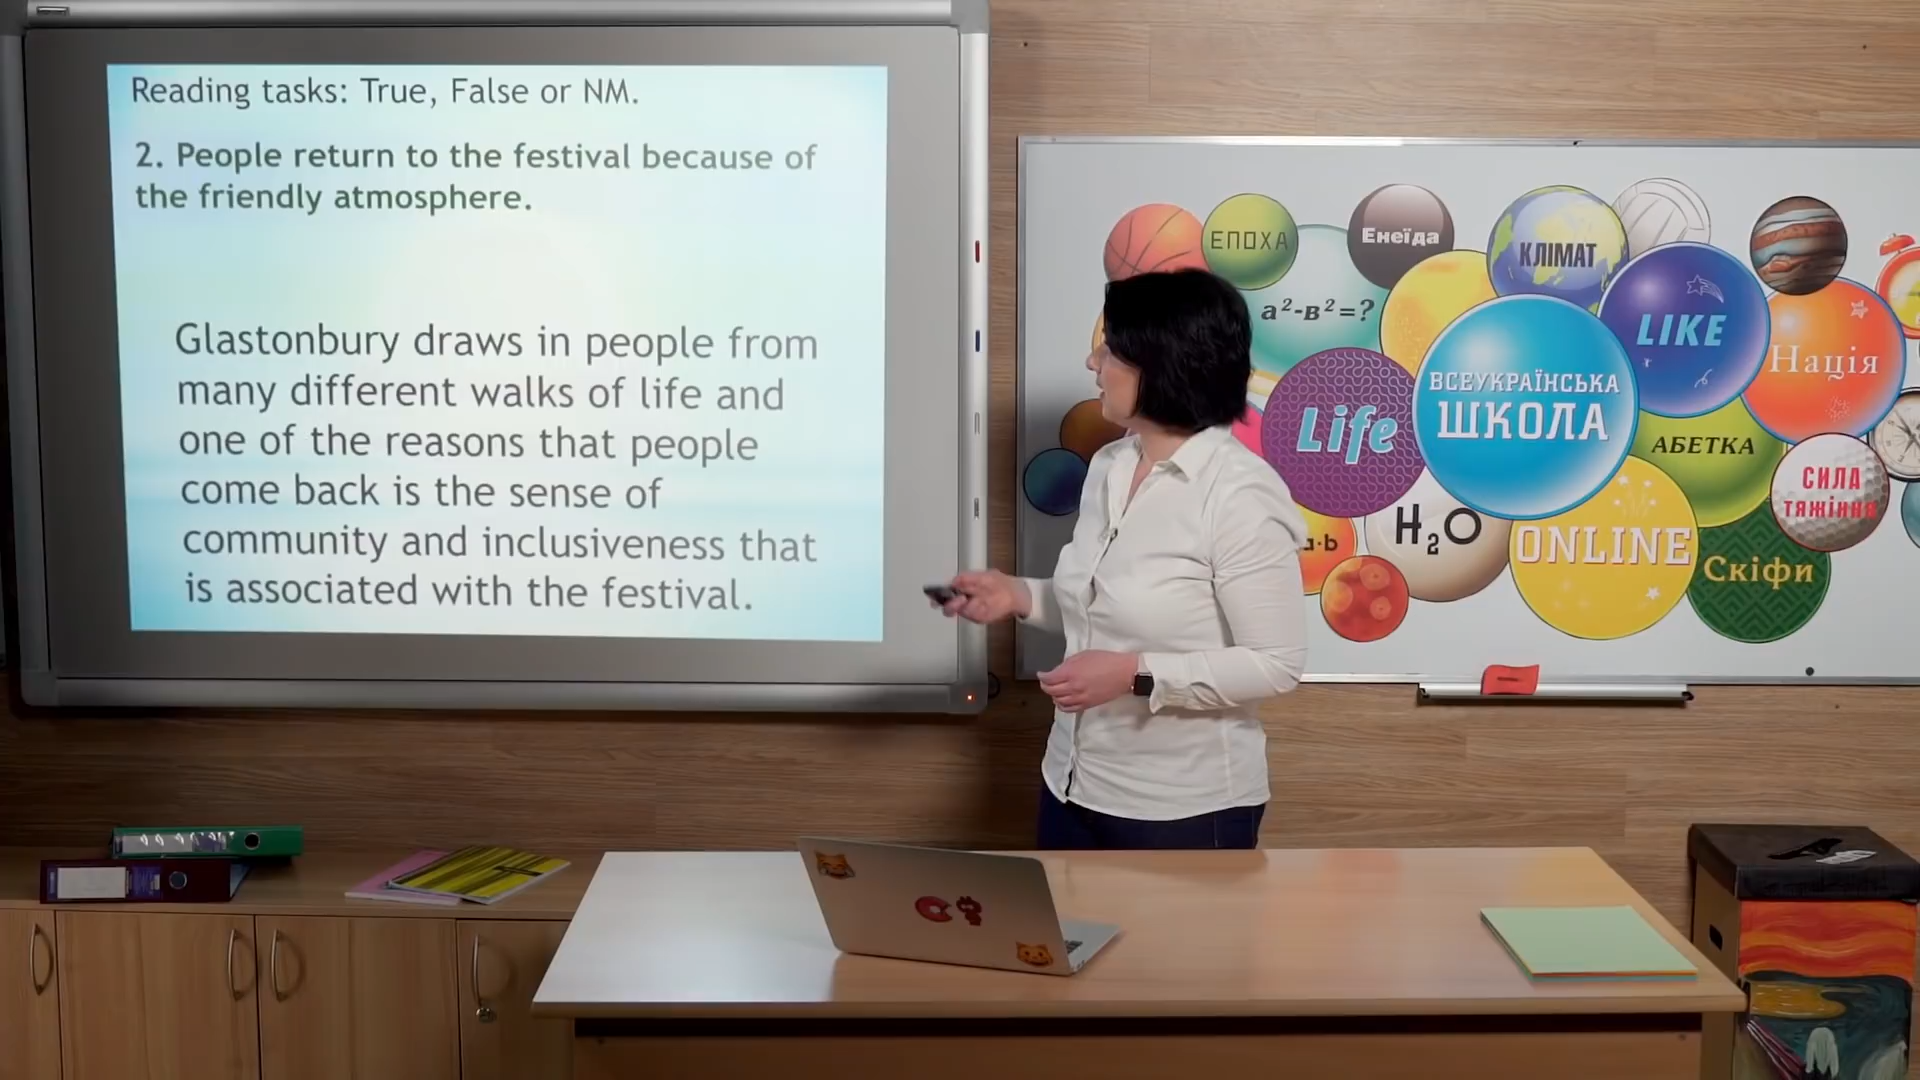 Reading tasks: True, False or NM.
2. People return to the festival because of
the friendly atmosphere.
Glastonbury draws in people from
many different walks of life and
one of the reasons that people
come back is the sense of
community and inclusiveness that
is associated with the festival.
ЕПОХА
Енеїда
КЛІМАТ
a²-в²=?
LIKE
Нація
ВСЕУКРАЇНСЬКА
ШКОЛА
Life
АБЕТКА
СИЛА
ТЯЖІННЯ
H₂O
ONLINE
Скіфи